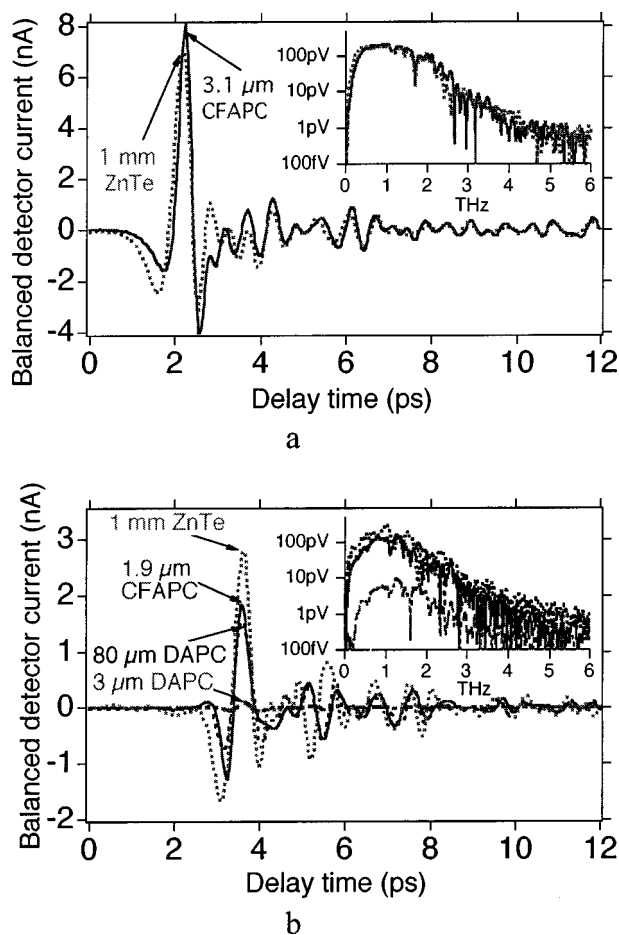 Balanced detector current (nA)
8
6
4
2
0
-2
-4
3.1 µm
CFAPC
1 mm
ZnTe
100pV
10pV
1pV
100fV
0 1 2 3 4 5 6
THz
0 2 4 6 8 10 12
Delay time (ps)
a
Balanced detector current (nA)
3
2
1
0
-1
-2
1 mm ZnTe
1.9 µm
CFAPC
80 µm DAPC
3 µm DAPC
100pV
10pV
1pV
100fV
0 1 2 3 4 5 6
THz
0 2 4 6 8 10 12
Delay time (ps)
b